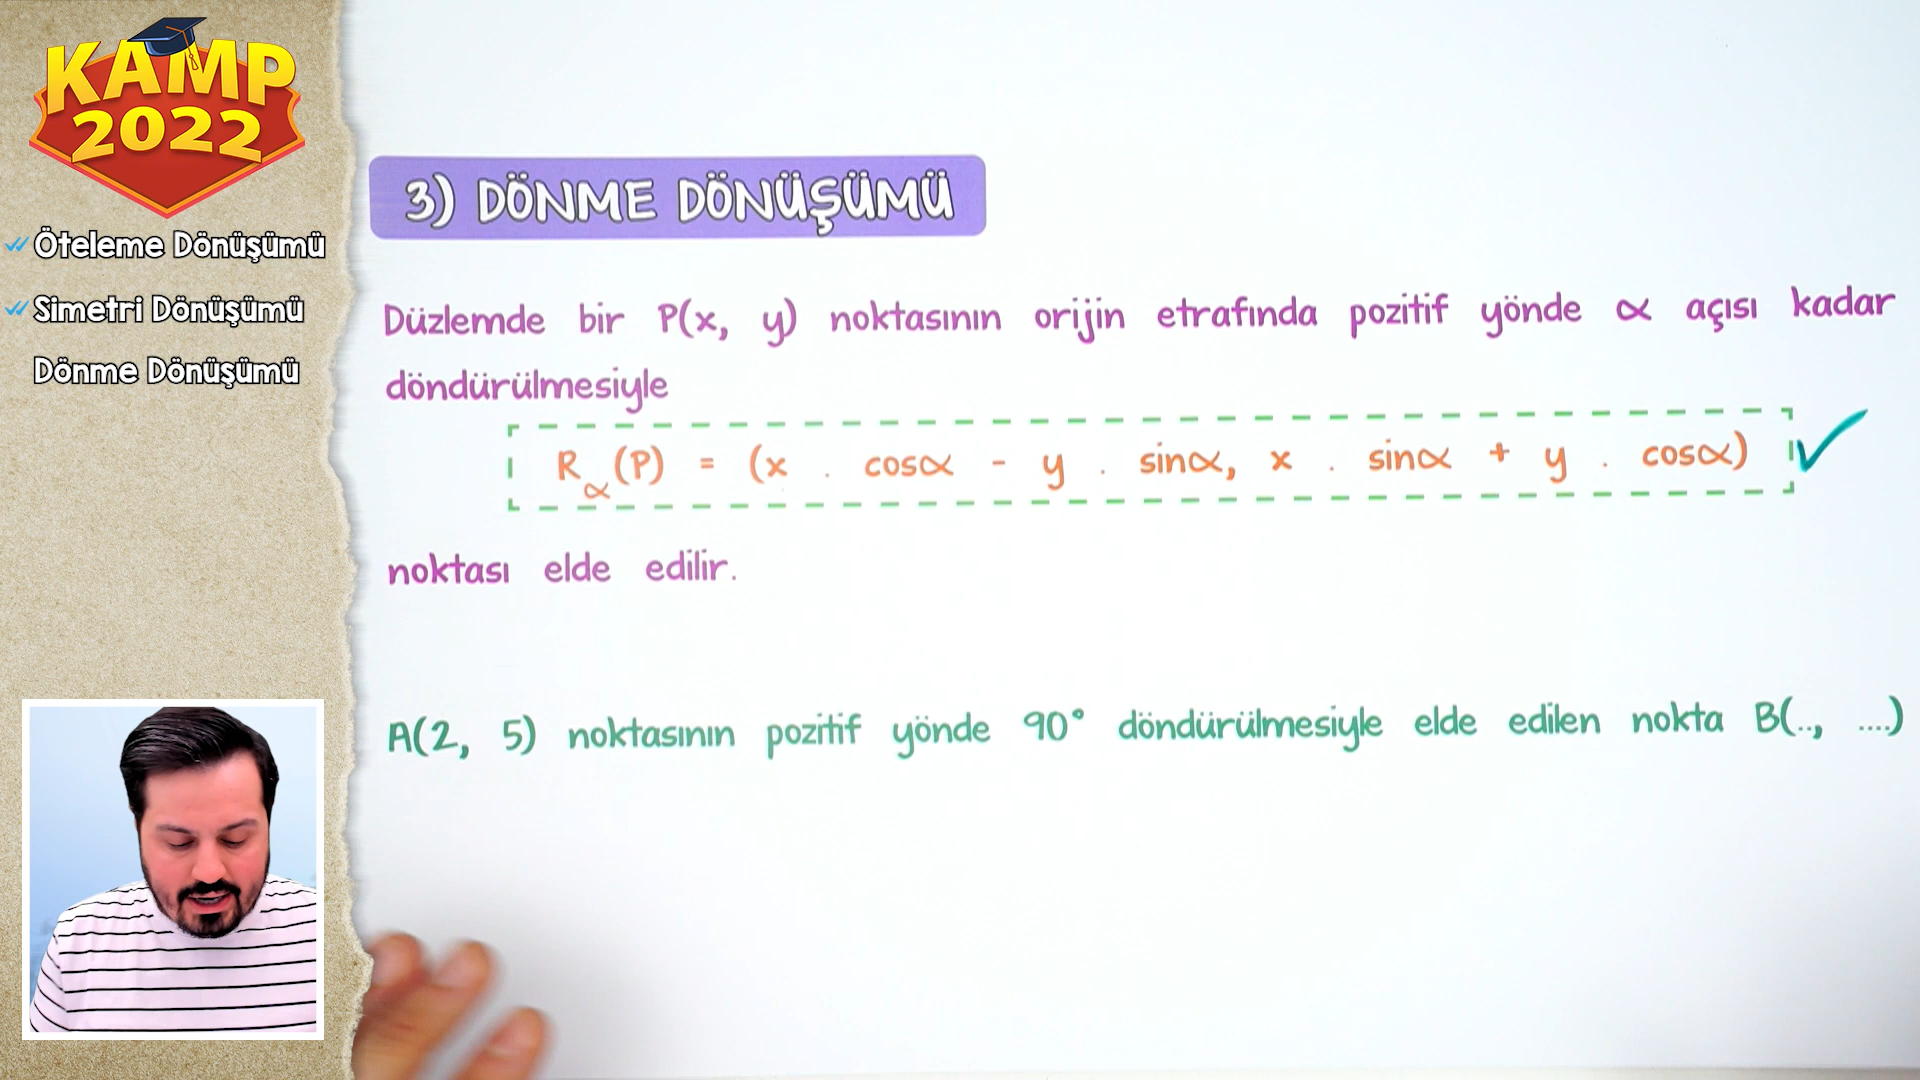 KAMP
2022
Öteleme Dönüşümü
Simetri Dönüşümü
Dönme Dönüşümü
3) DÖNME DÖNÜŞÜMÜ
Düzlemde bir P(x, y) noktasının orijin etrafında pozitif yönde α açısı kadar
döndürülmesiyle
Rα(P) = (x . cosα - y . sinα, x . sinα + y . cosα)
noktası elde edilir.
A(2, 5) noktasının pozitif yönde 90° döndürülmesiyle elde edilen nokta B(.., ....)